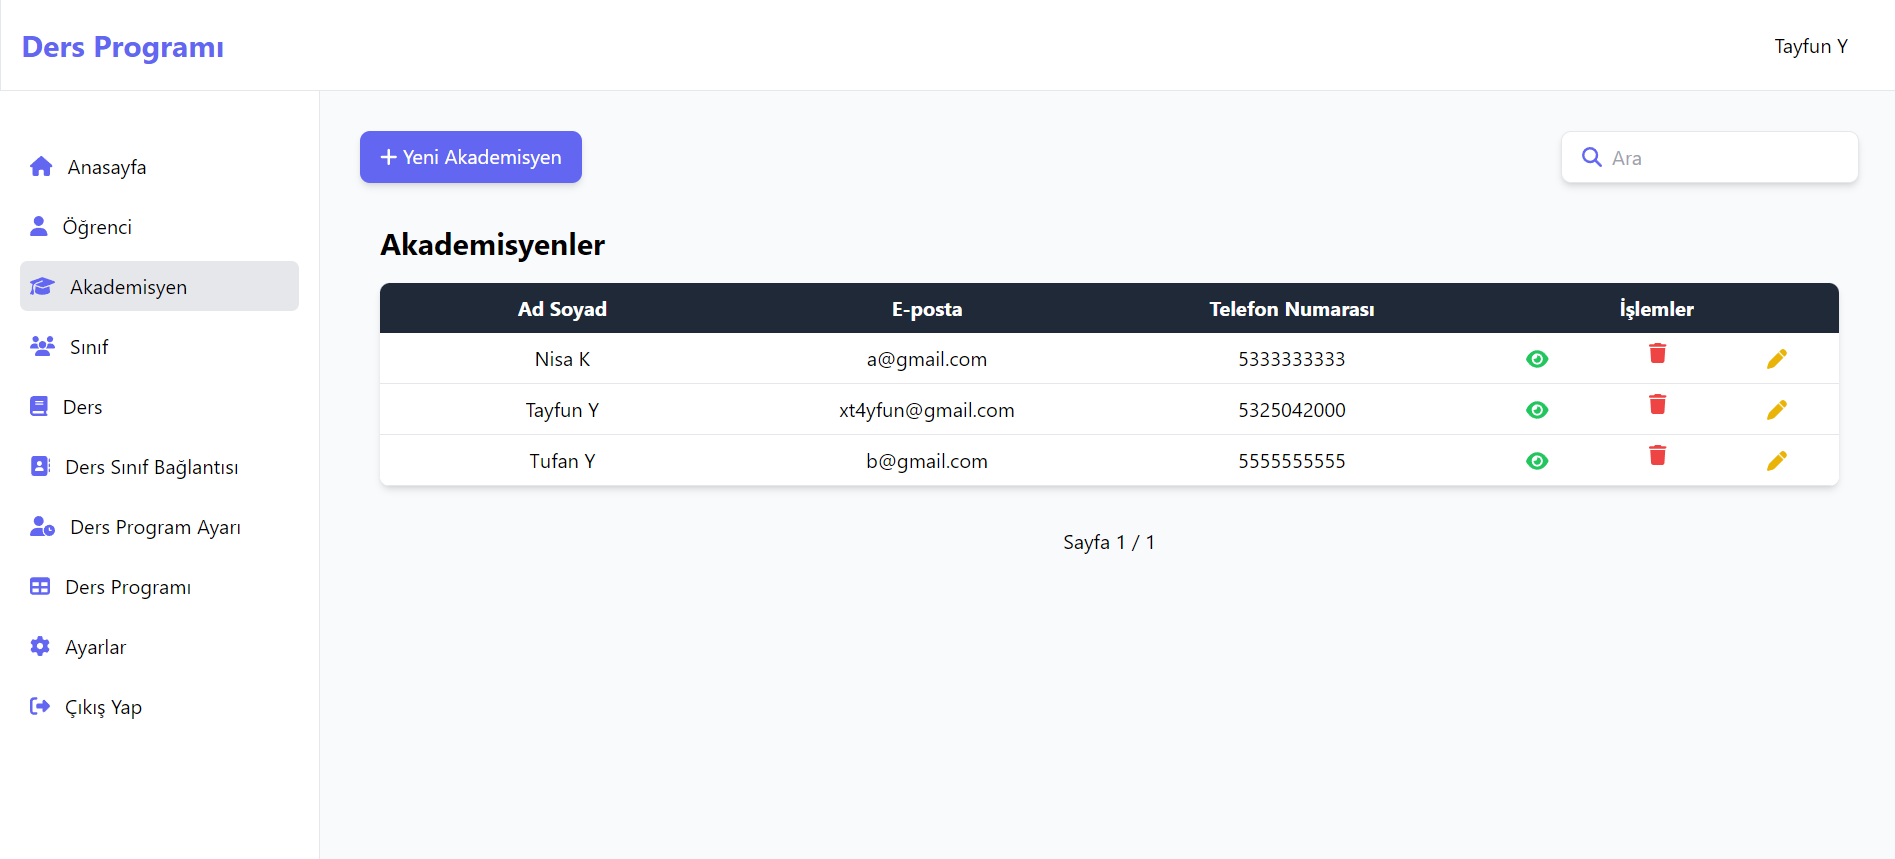 Ders Programı
Tayfun Y
Anasayfa
Öğrenci
Akademisyen
Sınıf
Ders
Ders Sınıf Bağlantısı
Ders Program Ayarı
Ders Programı
Ayarlar
Çıkış Yap
+ Yeni Akademisyen
Ara
Akademisyenler
Ad Soyad E-posta Telefon Numarası İşlemler
Nisa K a@gmail.com 5333333333
Tayfun Y xt4yfun@gmail.com 5325042000
Tufan Y b@gmail.com 5555555555
Sayfa 1 / 1